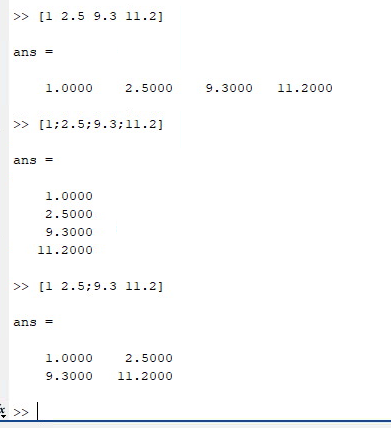 >> [1 2.5 9.3 11.2]
ans =
1.0000 2.5000 9.3000 11.2000
>> [1;2.5;9.3;11.2]
ans =
1.0000
2.5000
9.3000
11.2000
>> [1 2.5;9.3 11.2]
ans =
1.0000 2.5000
9.3000 11.2000
>>